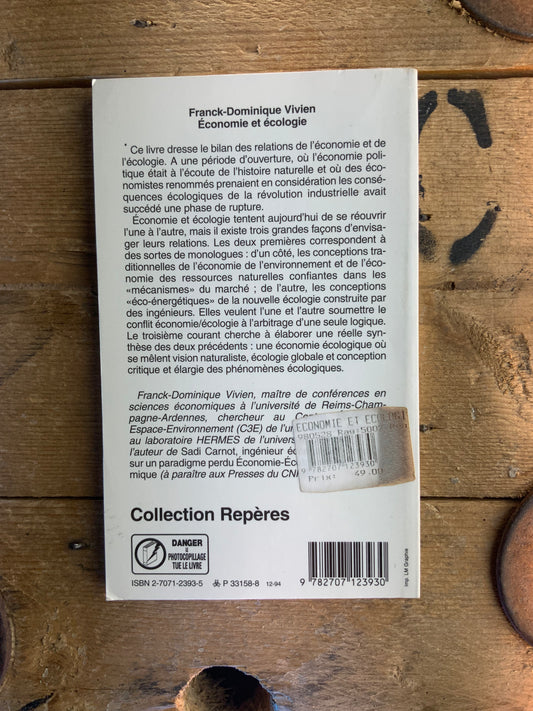 Franck-Dominique Vivien
Économie et écologie
Ce livre dresse le bilan des relations de l'économie et de
l'écologie. A une période d'ouverture, où l'économie poli-
tique était à l'écoute de l'histoire naturelle et où des éco-
nomistes renommés prenaient en considération les consé-
quences écologiques de la révolution industrielle avait
succédé une phase de rupture.
Économie et écologie tentent aujourd'hui de se réouvrir
l'une à l'autre, mais il existe trois grandes façons d'envisa-
ger leurs relations. Les deux premières correspondent à
des sortes de monologues : d'un côté, les conceptions tra-
ditionnelles de l'économie de l'environnement et de l'éco-
nomie des ressources naturelles confiantes dans les
«mécanismes» du marché ; de l'autre, les conceptions
«éco-énergétiques» de la nouvelle écologie construite par
des ingénieurs. Elles veulent l'une et l'autre soumettre le
conflit économie/écologie à l'arbitrage d'une seule logique.
Le troisième courant cherche à élaborer une réelle syn-
thèse des deux précédents : une économie écologique où
se mêlent vision naturaliste, écologie globale et conception
critique et élargie des phénomènes écologiques.
Franck-Dominique Vivien, maître de conférences en
sciences économiques à l'université de Reims-Cham-
pagne-Ardennes, chercheur au
Espace-Environnement (C3E) de l'un
au laboratoire HERMES de l'univers
l'auteur de Sadi Carnot, ingénieur éc
sur un paradigme perdu Économie-Éc
mique (à paraître aux Presses du CN
ECONOMIE ET ECOLOGI
9 782707 123930
Prix: 49.00
Collection Repères
DANGER
LE
PHOTOCOPILLAGE
TUE LE LIVRE
ISBN 2-7071-2393-5 P 33158-8 12-94
9 782707 123930
Imp. LM Graphie